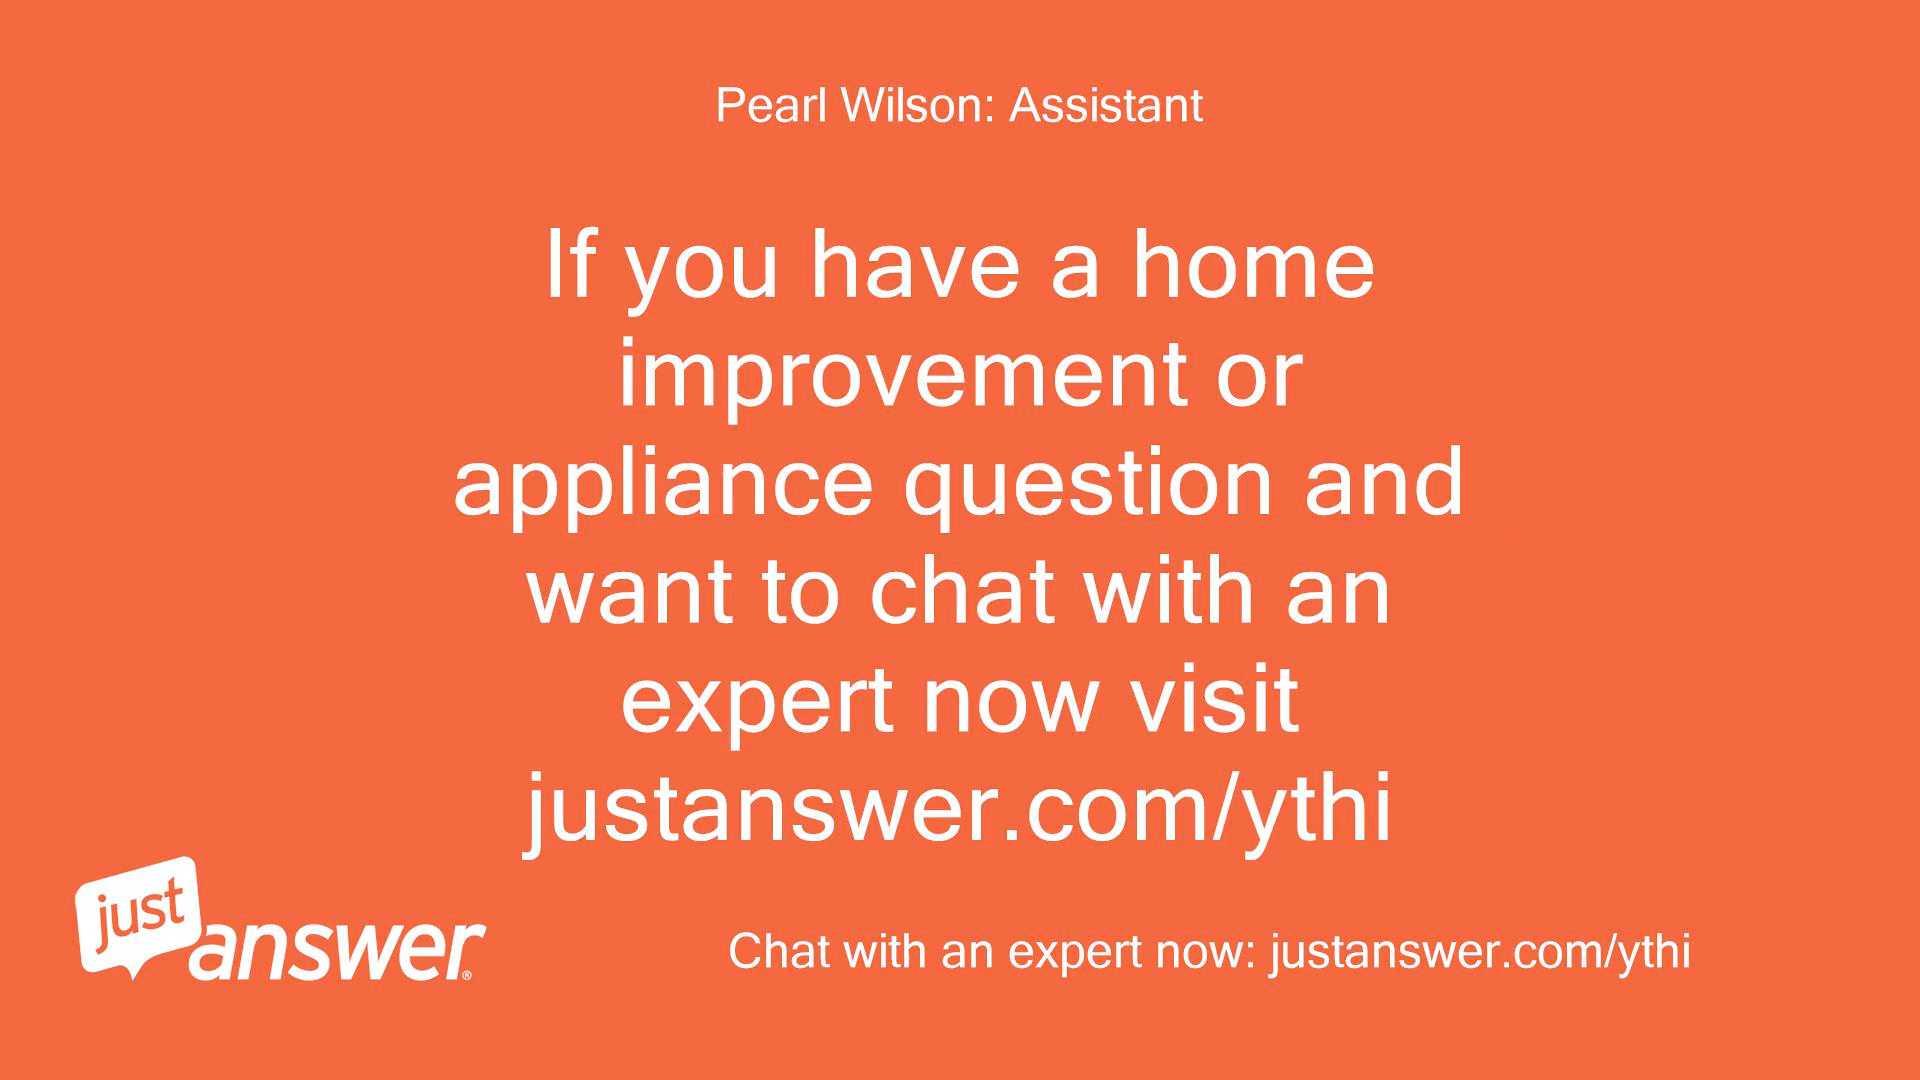 Pearl Wilson: Assistant
If you have a home
improvement or
appliance question and
want to chat with an
expert now visit
justanswer.com/ythi
just
answer®
Chat with an expert now: justanswer.com/ythi